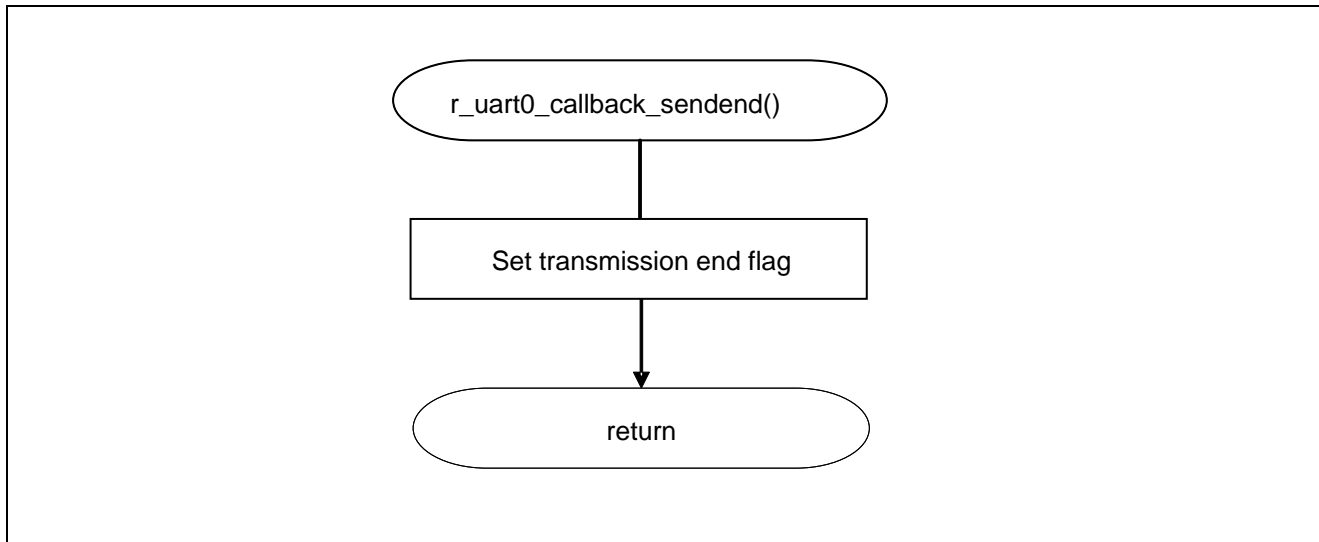 r_uart0_callback_sendend()
Set transmission end flag
return